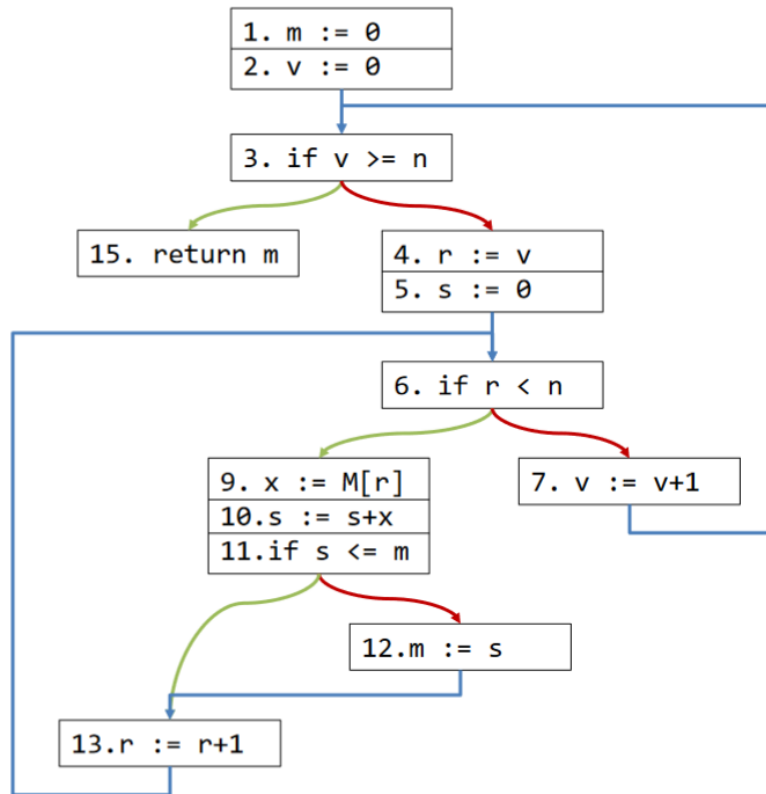 1. m := 0
2. v := 0
3. if v >= n
15. return m
4. r := v
5. s := 0
6. if r < n
9. x := M[r]
7. v := v+1
10.s := s+x
11.if s <= m
12.m := s
13.r := r+1